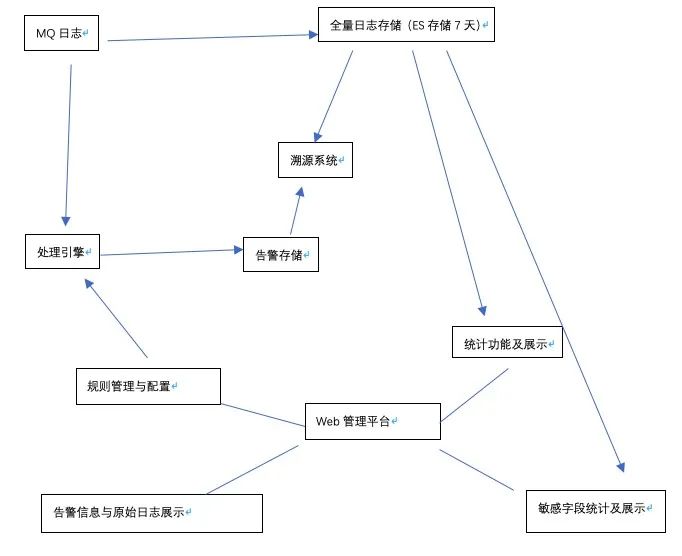 MQ 日志
全量日志存储（ES 存储 7 天）
溯源系统
处理引擎
告警存储
统计功能及展示
规则管理与配置
Web 管理平台
告警信息与原始日志展示
敏感字段统计及展示